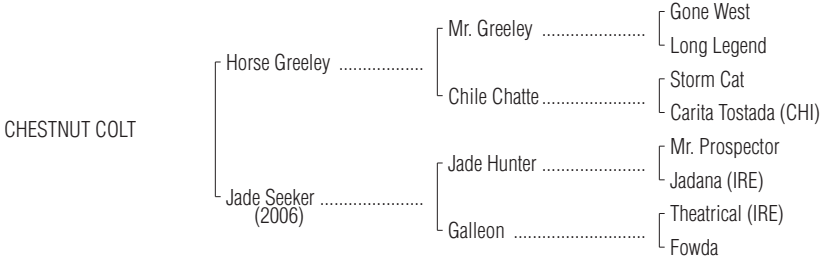 Gone West
Mr. Greeley ......................
Long Legend
Horse Greeley ..................
Storm Cat
Chile Chatte ......................
Carita Tostada (CHI)
CHESTNUT COLT
Mr. Prospector
Jade Hunter ......................
Jadana (IRE)
Jade Seeker ......................
(2006)
Theatrical (IRE)
Galleon ............................
Fowda